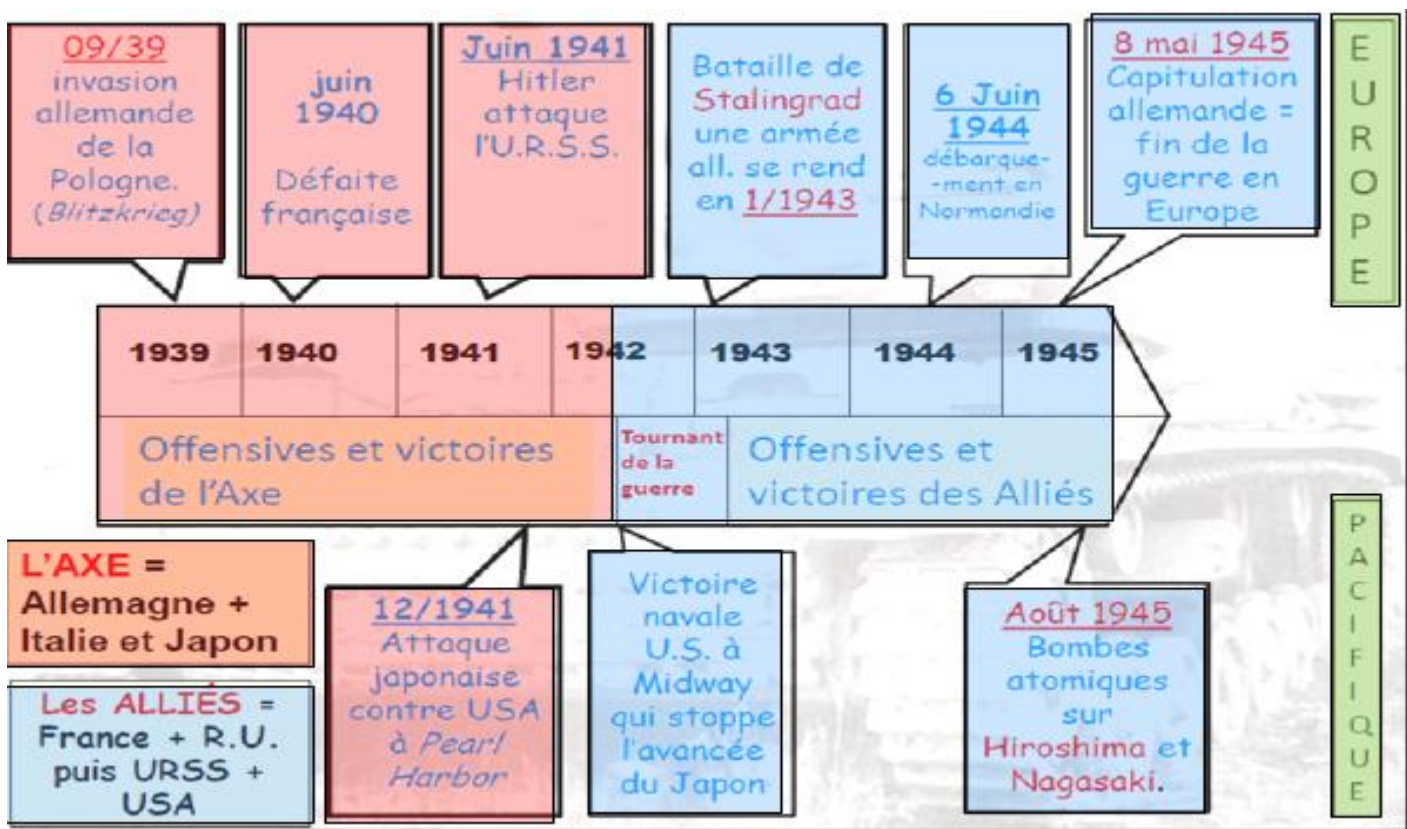 09/39
invasion
allemande
de la
Pologne.
(Blitzkrieg)
juin
1940
Défaite
française
Juin 1941
Hitler
attaque
l'U.R.S.S.
Bataille de
Stalingrad
une armée
all. se rend
en 1/1943
6 Juin
1944
débarque-
-ment en
Normandie
8 mai 1945
Capitulation
allemande =
fin de la
guerre en
Europe
EUROPE
1939 1940 1941 1942 1943 1944 1945
Offensives et victoires
de l'Axe
Tournant
de la
guerre
Offensives et
victoires des Alliés
L'AXE =
Allemagne +
Italie et Japon
Les ALLIÉS =
France + R.U.
puis URSS +
USA
12/1941
Attaque
japonaise
contre USA
à Pearl
Harbor
Victoire
navale
U.S. à
Midway
qui stoppe
l'avancée
du Japon
Août 1945
Bombes
atomiques
sur
Hiroshima et
Nagasaki.
PACIFIQUE